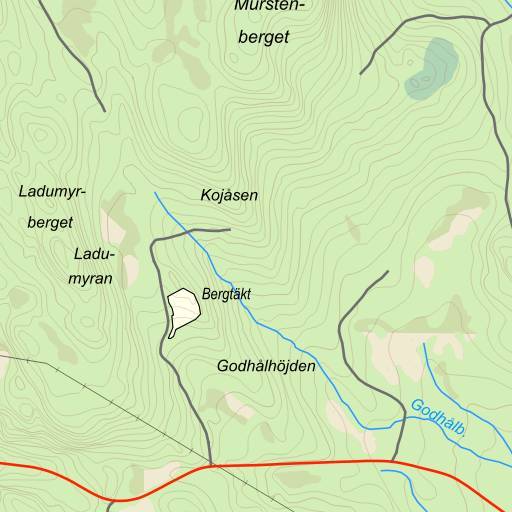 Mursten-
berget
Ladumyr-
berget
Kojåsen
Ladu-
myran
Bergtäkt
Godhålhöjden
Godhålb.